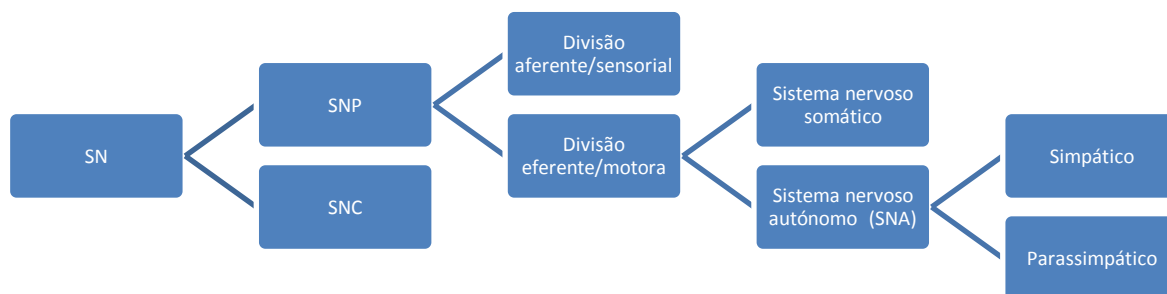 SN
SNP
SNC
Divisão
aferente/sensorial
Divisão
eferente/motora
Sistema nervoso
somático
Sistema nervoso
autónomo (SNA)
Simpático
Parassimpático